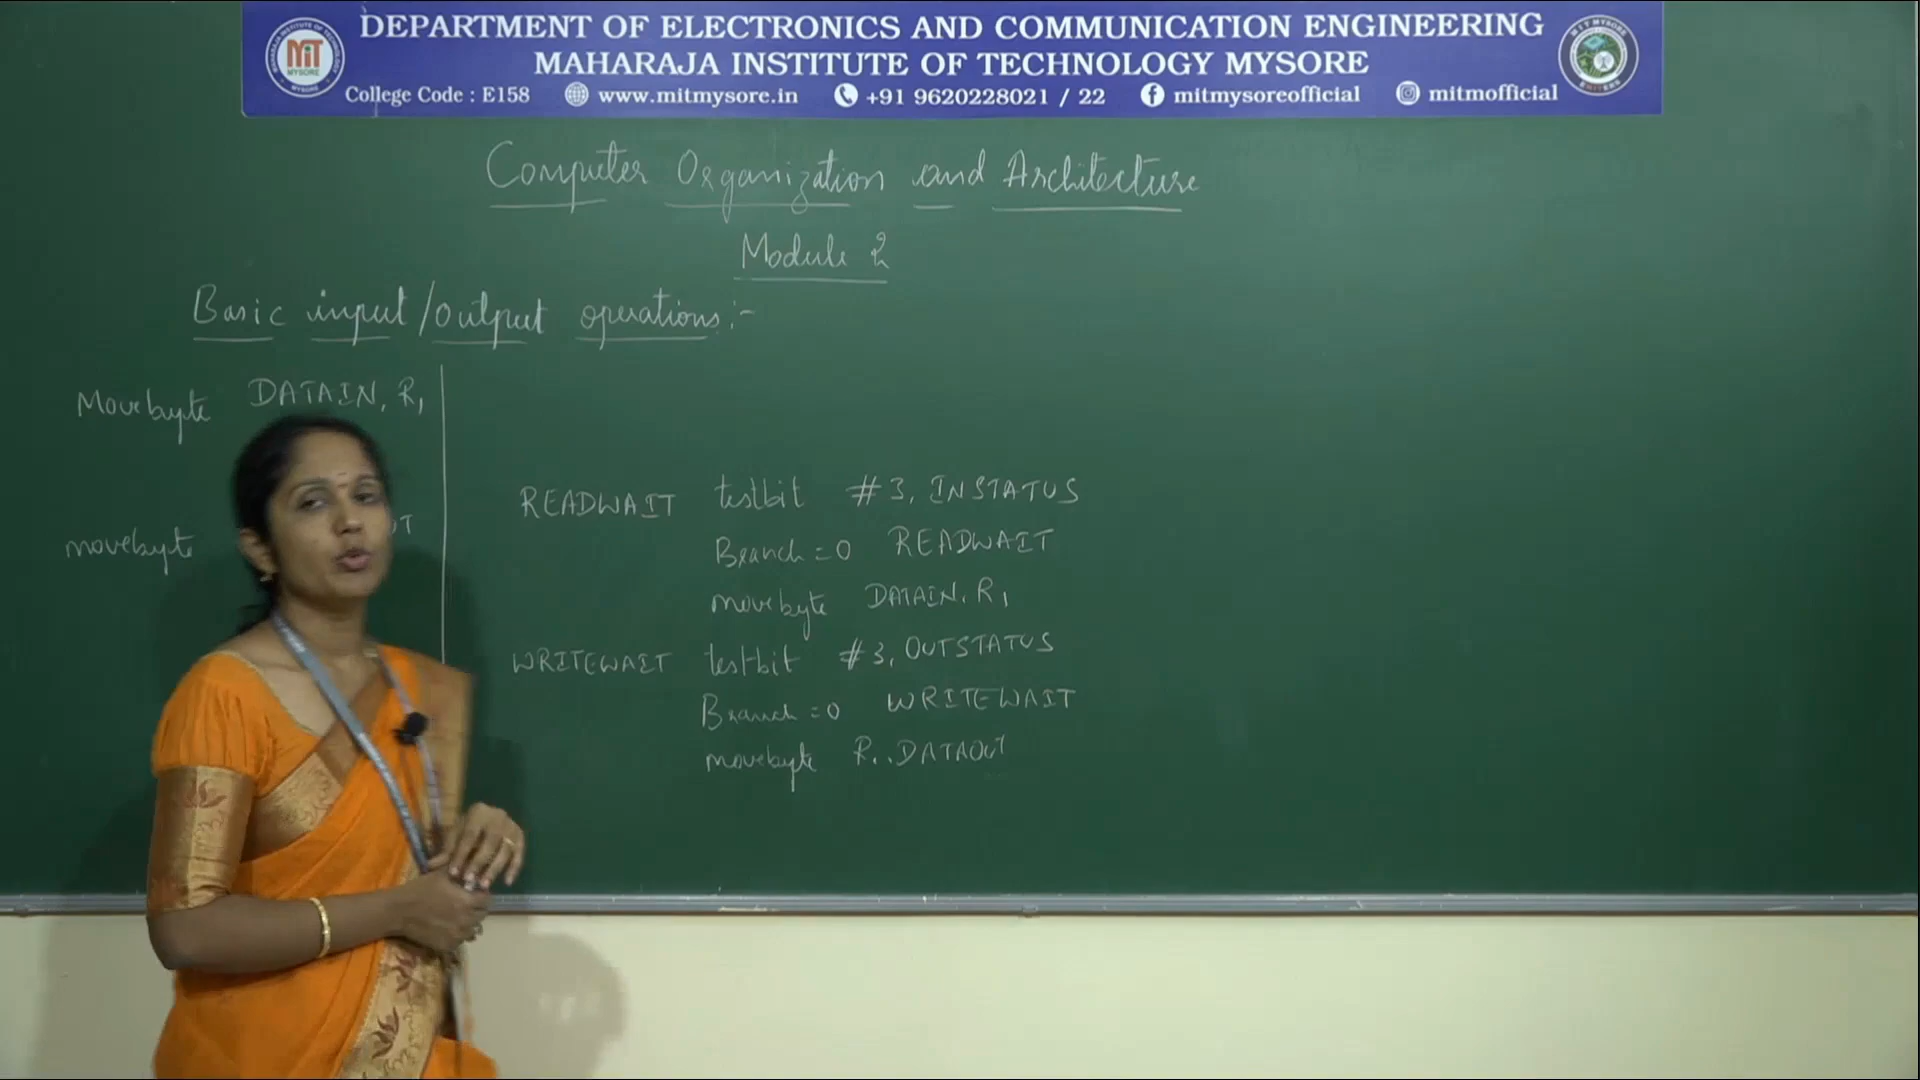 DEPARTMENT OF ELECTRONICS AND COMMUNICATION ENGINEERING
MAHARAJA INSTITUTE OF TECHNOLOGY MYSORE
College Code : E158 www.mitmysore.in +91 9620228021 / 22 mitmysoreofficial mitmofficial
MIT
MYSORE
Computer Organization and Architecture
Module 2
Basic input/output operations:-
Movebyte DATAIN, R1
movebyte
READWAIT testbit #3, INSTATUS
Branch=0 READWAIT
movebyte DATAIN, R1
WRITEWAIT testbit #3, OUTSTATUS
Branch=0 WRITEWAIT
movebyte R1, DATAOUT